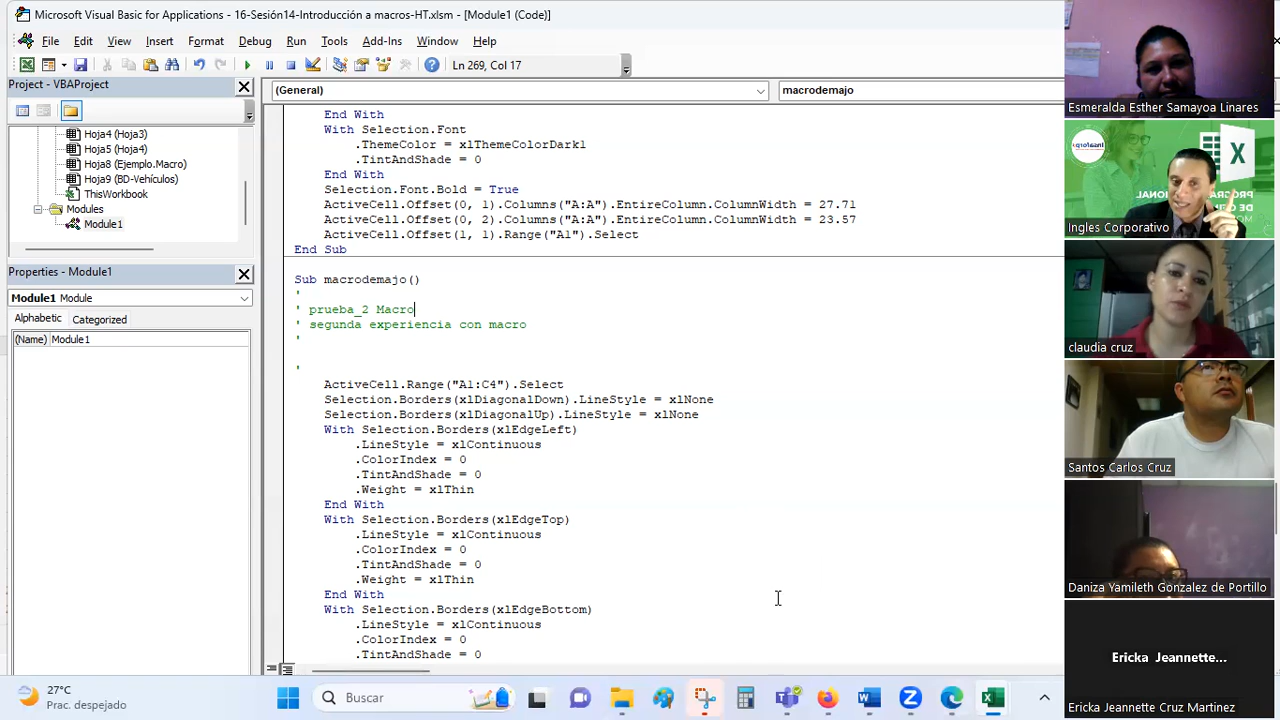 Microsoft Visual Basic for Applications - 16-Sesión14-Introducción a macros-HT.xlsm - [Module1 (Code)]
File Edit View Insert Format Debug Run Tools Add-Ins Window Help
Ln 269, Col 17
Project - VBAProject
Hoja4 (Hoja3)
Hoja5 (Hoja4)
Hoja8 (Ejemplo.Macro)
Hoja9 (BD-Vehículos)
ThisWorkbook
Modules
Module1
Properties - Module1
Module1 Module
Alphabetic Categorized
(Name) Module1
(General) macrodemajo
End With
With Selection.Font
.ThemeColor = xlThemeColorDark1
.TintAndShade = 0
End With
Selection.Font.Bold = True
ActiveCell.Offset(0, 1).Columns("A:A").EntireColumn.ColumnWidth = 27.71
ActiveCell.Offset(0, 2).Columns("A:A").EntireColumn.ColumnWidth = 23.57
ActiveCell.Offset(1, 1).Range("A1").Select
End Sub
Sub macrodemajo()
'
' prueba_2 Macro
' segunda experiencia con macro
'
'
ActiveCell.Range("A1:C4").Select
Selection.Borders(xlDiagonalDown).LineStyle = xlNone
Selection.Borders(xlDiagonalUp).LineStyle = xlNone
With Selection.Borders(xlEdgeLeft)
.LineStyle = xlContinuous
.ColorIndex = 0
.TintAndShade = 0
.Weight = xlThin
End With
With Selection.Borders(xlEdgeTop)
.LineStyle = xlContinuous
.ColorIndex = 0
.TintAndShade = 0
.Weight = xlThin
End With
With Selection.Borders(xlEdgeBottom)
.LineStyle = xlContinuous
.ColorIndex = 0
.TintAndShade = 0
Esmeralda Esther Samayoa Linares
Insaforp
X
Ingles Corporativo
claudia cruz
Santos Carlos Cruz
Daniza Yamileth Gonzalez de Portillo
Ericka Jeannette...
Ericka Jeannette Cruz Martinez
27°C
Prac. despejado
Buscar